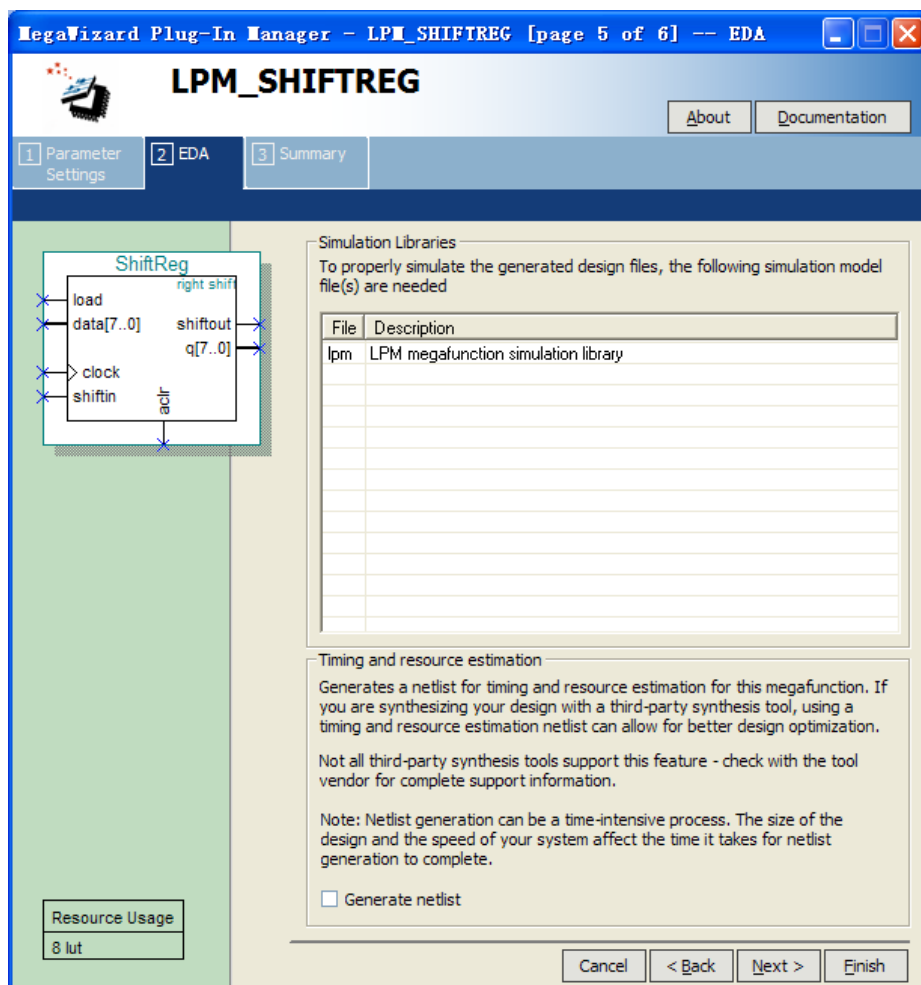 MegaWizard Plug-In Manager - LPM_SHIFTREG [page 5 of 6] -- EDA
LPM_SHIFTREG
About
Documentation
1 Parameter
Settings
2 EDA
3 Summary
ShiftReg
right shift
load
data[7..0]
shiftout
q[7..0]
clock
shiftin
aclr
Simulation Libraries
To properly simulate the generated design files, the following simulation model
file(s) are needed
File Description
lpm LPM megafunction simulation library
Timing and resource estimation
Generates a netlist for timing and resource estimation for this megafunction. If
you are synthesizing your design with a third-party synthesis tool, using a
timing and resource estimation netlist can allow for better design optimization.
Not all third-party synthesis tools support this feature - check with the tool
vendor for complete support information.
Note: Netlist generation can be a time-intensive process. The size of the
design and the speed of your system affect the time it takes for netlist
generation to complete.
Generate netlist
Resource Usage
8 lut
Cancel
< Back
Next >
Finish